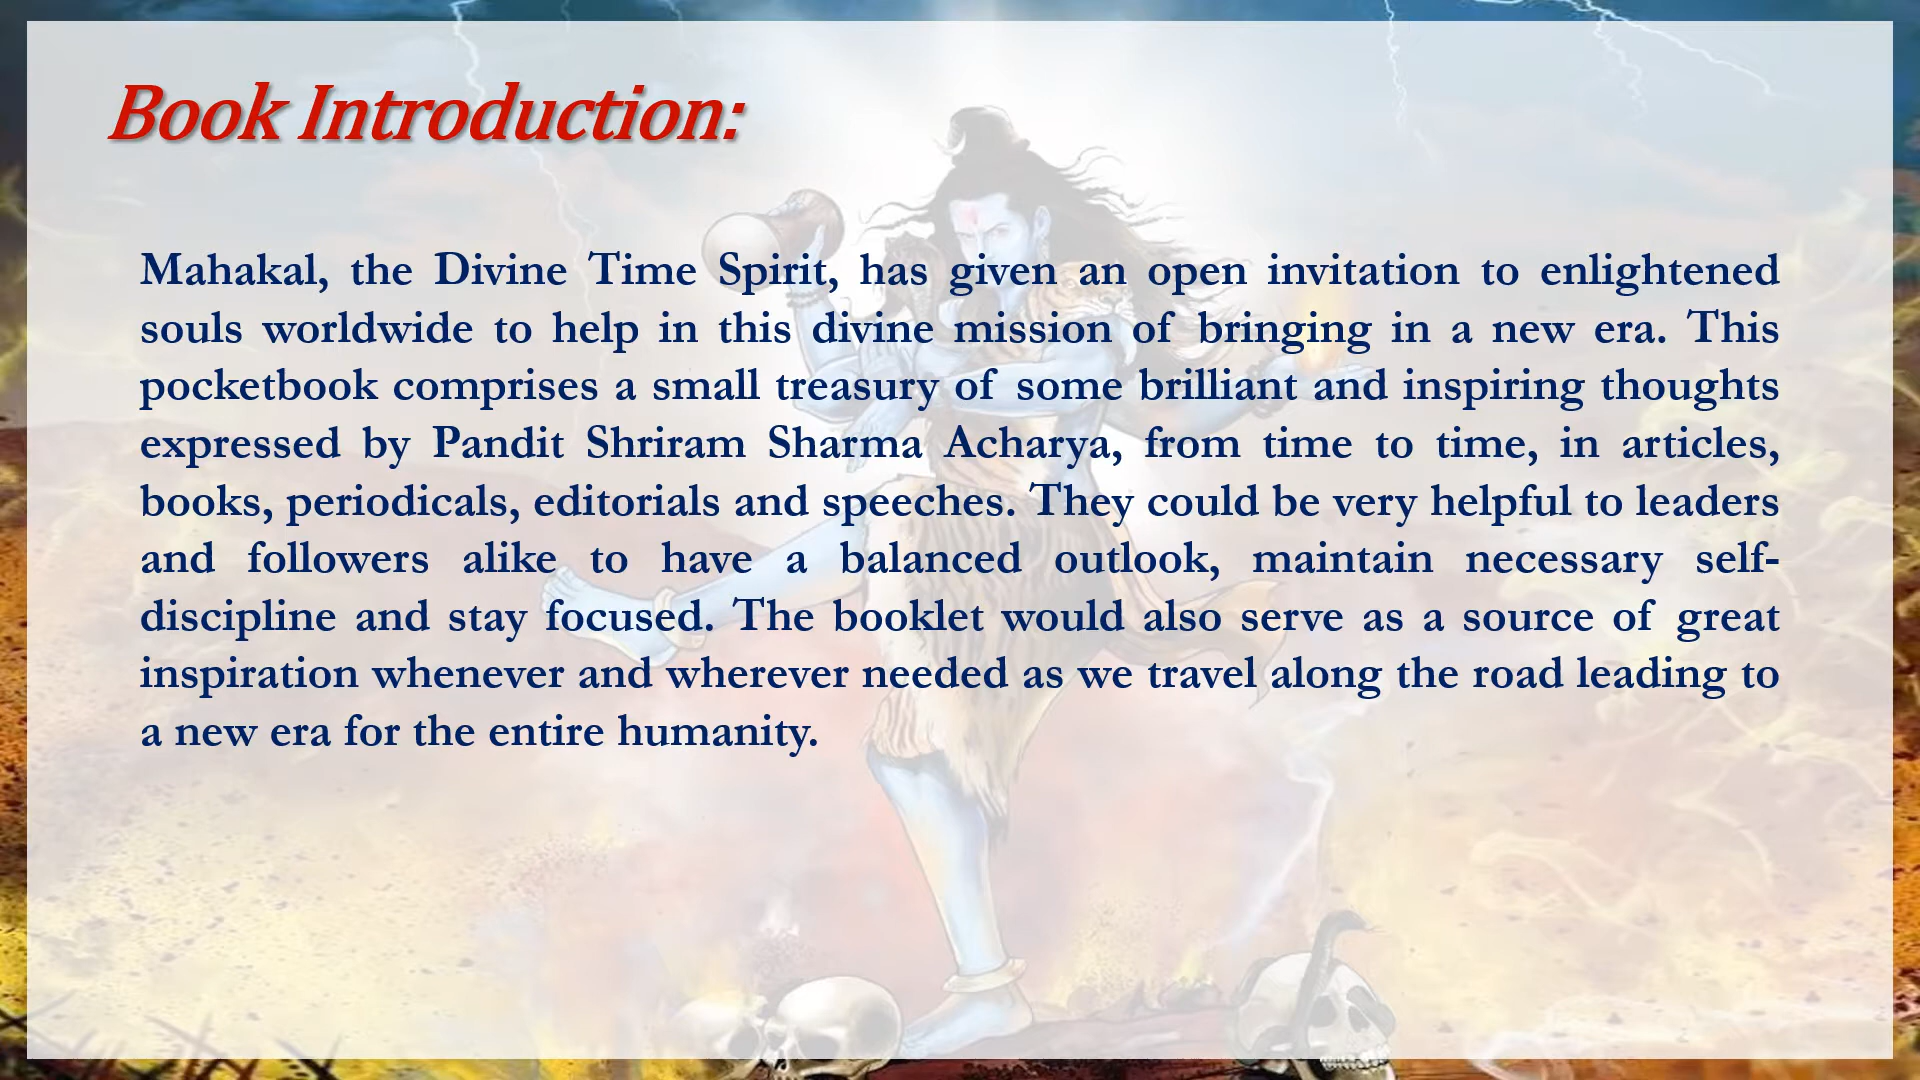 Book Introduction:
Mahakal, the Divine Time Spirit, has given an open invitation to enlightened
souls worldwide to help in this divine mission of bringing in a new era. This
pocketbook comprises a small treasury of some brilliant and inspiring thoughts
expressed by Pandit Shriram Sharma Acharya, from time to time, in articles,
books, periodicals, editorials and speeches. They could be very helpful to leaders
and followers alike to have a balanced outlook, maintain necessary self-
discipline and stay focused. The booklet would also serve as a source of great
inspiration whenever and wherever needed as we travel along the road leading to
a new era for the entire humanity.